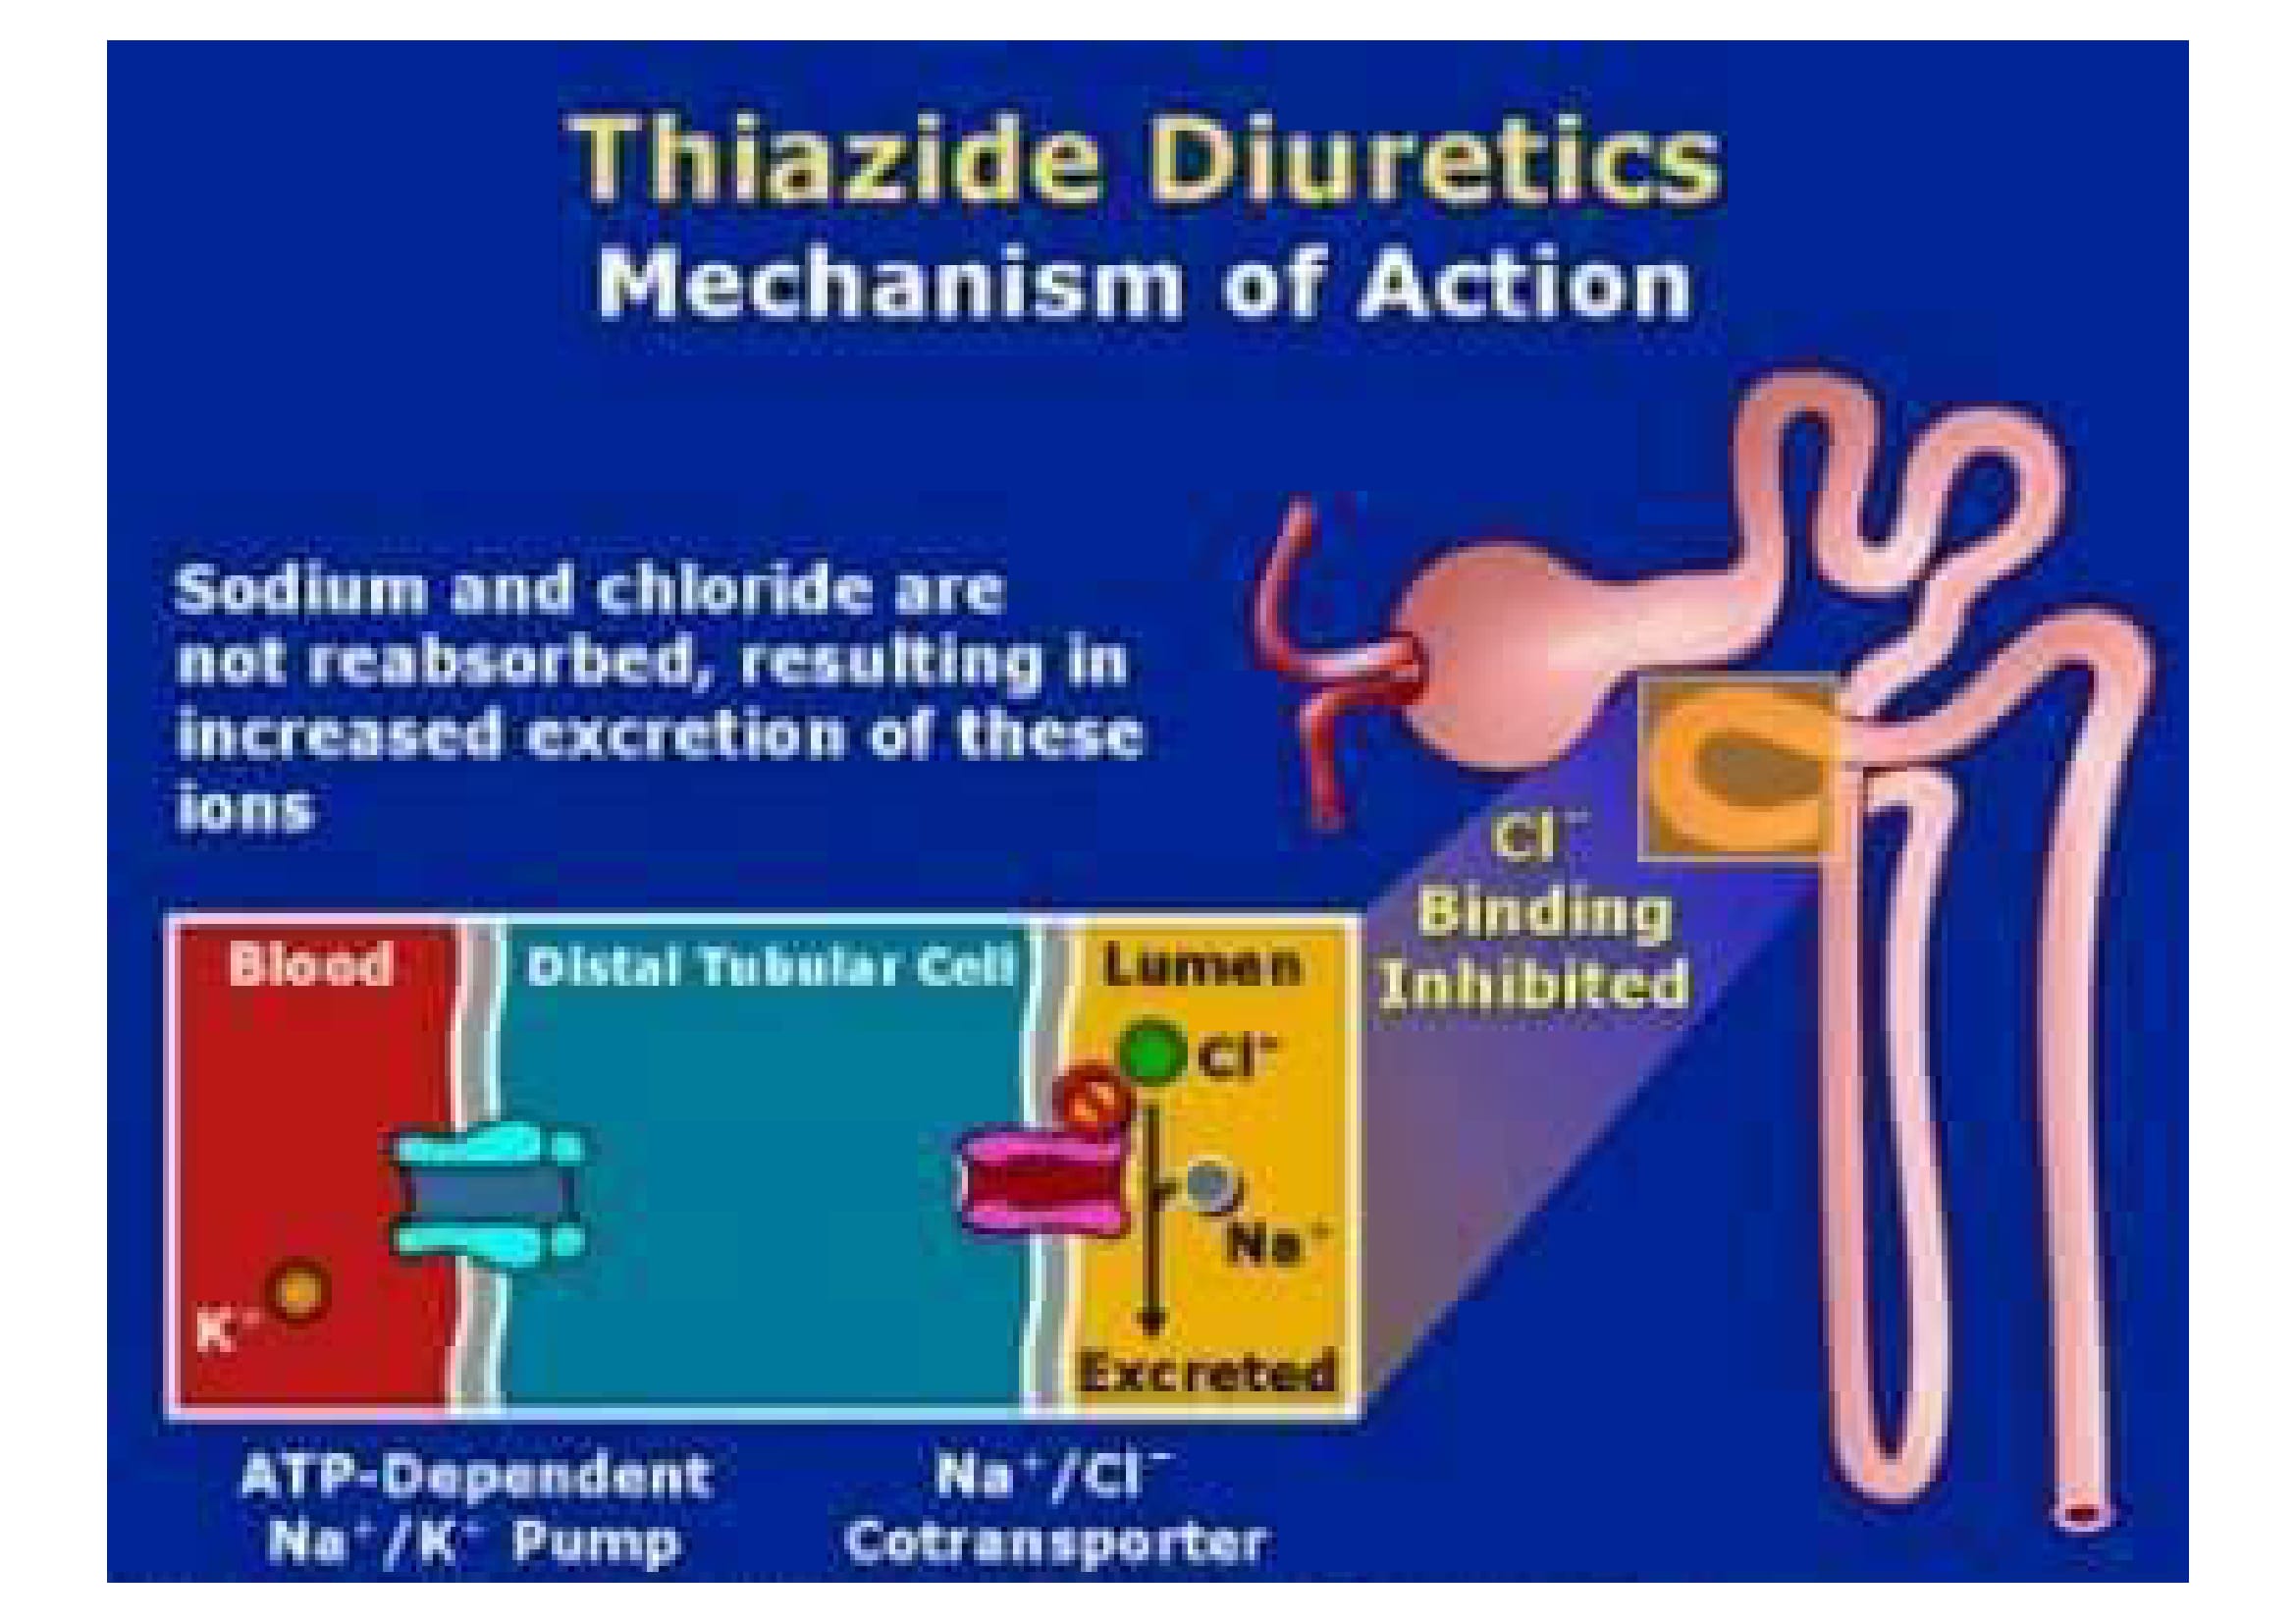 Thiazide Diuretics
Mechanism of Action
Sodium and chloride are
not reabsorbed, resulting in
increased excretion of these
ions
Cl⁻
Binding
Inhibited
Blood
Distal Tubular Cell
Lumen
Cl⁻
Na⁺
K⁺
Excreted
ATP-Dependent
Na⁺/K⁺ Pump
Na⁺/Cl⁻
Cotransporter